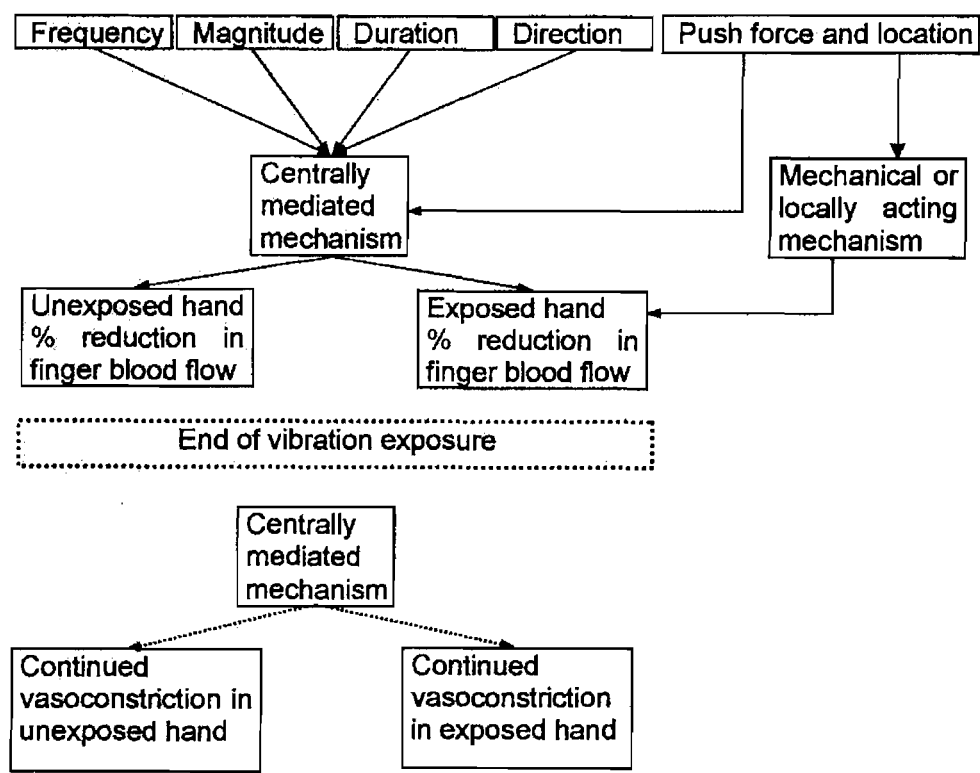 Frequency
Magnitude
Duration
Direction
Push force and location
Centrally
mediated
mechanism
Mechanical or
locally acting
mechanism
Unexposed hand
% reduction in
finger blood flow
Exposed hand
% reduction in
finger blood flow
End of vibration exposure
Centrally
mediated
mechanism
Continued
vasoconstriction in
unexposed hand
Continued
vasoconstriction
in exposed hand